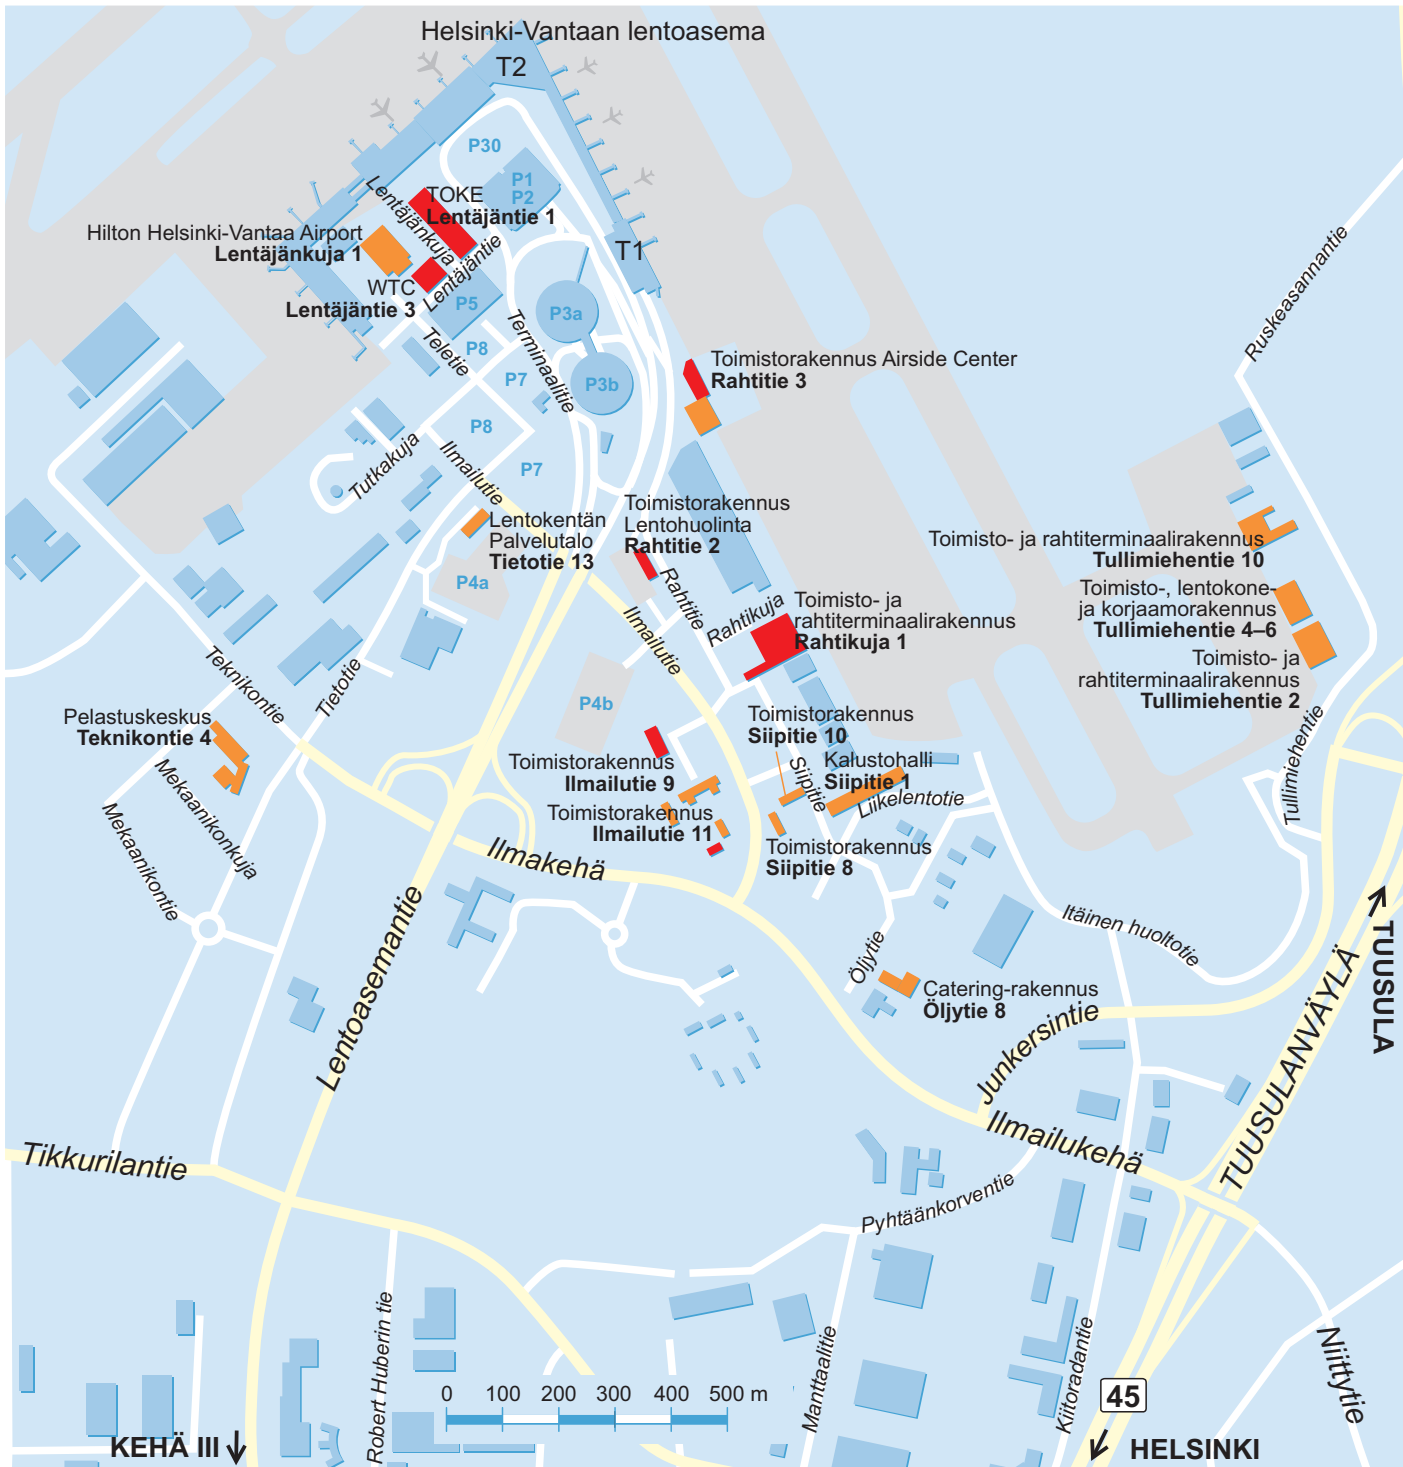 Helsinki-Vantaan lentoasema
T2
P30
P1
P2
TOKE
Lentäjäntie 1
Lentäjänkuja
Hilton Helsinki-Vantaa Airport
Lentäjänkuja 1
Lentäjäntie
T1
WTC
Lentäjäntie 3
P5
P3a
Terminaalitie
Teletie
P8
P7
P3b
Ruskeasannantie
Toimistorakennus Airside Center
Rahtitie 3
P8
P7
Tutkakuja
Ilmailutie
Lentokentän
Palvelutalo
Tietotie 13
Toimistorakennus
Lentohuolinta
Rahtitie 2
P4a
Rahtitie
Rahtikuja
Ilmailutie
Toimisto- ja
rahtiterminaalirakennus
Rahtikuja 1
Toimisto- ja rahtiterminaalirakennus
Tullimiehentie 10
Toimisto-, lentokone-
ja korjaamorakennus
Tullimiehentie 4–6
Toimisto- ja
rahtiterminaalirakennus
Tullimiehentie 2
Teknikontie
Tietotie
P4b
Pelastuskeskus
Teknikontie 4
Mekaanikonkuja
Mekaanikontie
Toimistorakennus
Siipitie 10
Toimistorakennus
Ilmailutie 9
Siipitie
Kalustohalli
Siipitie 1
Liikelentotie
Toimistorakennus
Ilmailutie 11
Toimistorakennus
Siipitie 8
Tullimiehentie
Ilmakehä
Lentoasemantie
Öljytie
Itäinen huoltotie
Catering-rakennus
Öljytie 8
Junkersintie
TUUSULA
TUUSULANVÄYLÄ
Ilmailukehä
Tikkurilantie
Pyhtäänkorventie
Robert Huberin tie
Manttaalitie
Kiitoradantie
Niittytie
0 100 200 300 400 500 m
45
KEHÄ III
HELSINKI